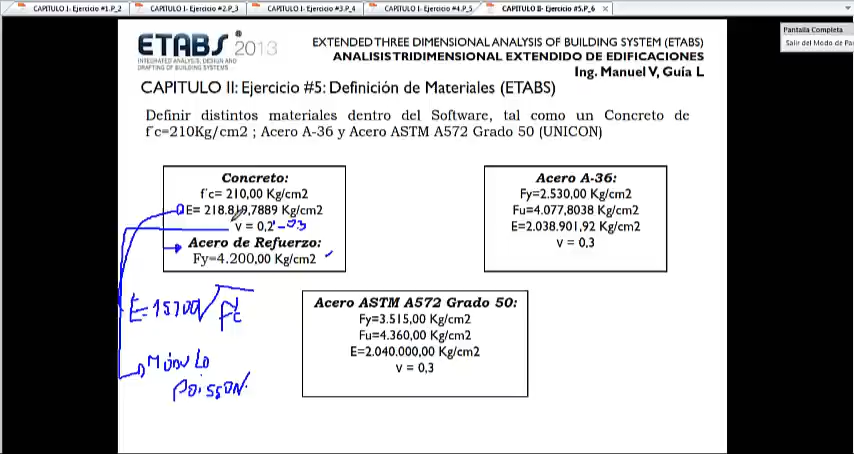 CAPITULO I- Ejercicio #1.P_2
CAPITULO I- Ejercicio #2.P_3
CAPITULO I- Ejercicio #3.P_4
CAPITULO I- Ejercicio #4.P_5
CAPITULO II- Ejercicio #5.P_6
Pantalla Completa
Salir del Modo de Pa
ETABS 2013
INTEGRATED ANALYSIS, DESIGN AND
DRAFTING OF BUILDING SYSTEMS
EXTENDED THREE DIMENSIONAL ANALYSIS OF BUILDING SYSTEM (ETABS)
ANALISIS TRIDIMENSIONAL EXTENDIDO DE EDIFICACIONES
Ing. Manuel V, Guía L
CAPITULO II: Ejercicio #5: Definición de Materiales (ETABS)
Definir distintos materiales dentro del Software, tal como un Concreto de
f'c=210Kg/cm2 ; Acero A-36 y Acero ASTM A572 Grado 50 (UNICON)
Concreto:
f'c= 210,00 Kg/cm2
E= 218.819,7889 Kg/cm2
v = 0,2 - 0.3
Acero de Refuerzo:
Fy=4.200,00 Kg/cm2
Acero A-36:
Fy=2.530,00 Kg/cm2
Fu=4.077,8038 Kg/cm2
E=2.038.901,92 Kg/cm2
v = 0.3
E=15100√f'c
MÓDULO
POISSON.
Acero ASTM A572 Grado 50:
Fy=3.515,00 Kg/cm2
Fu=4.360,00 Kg/cm2
E=2.040.000,00 Kg/cm2
v = 0,3